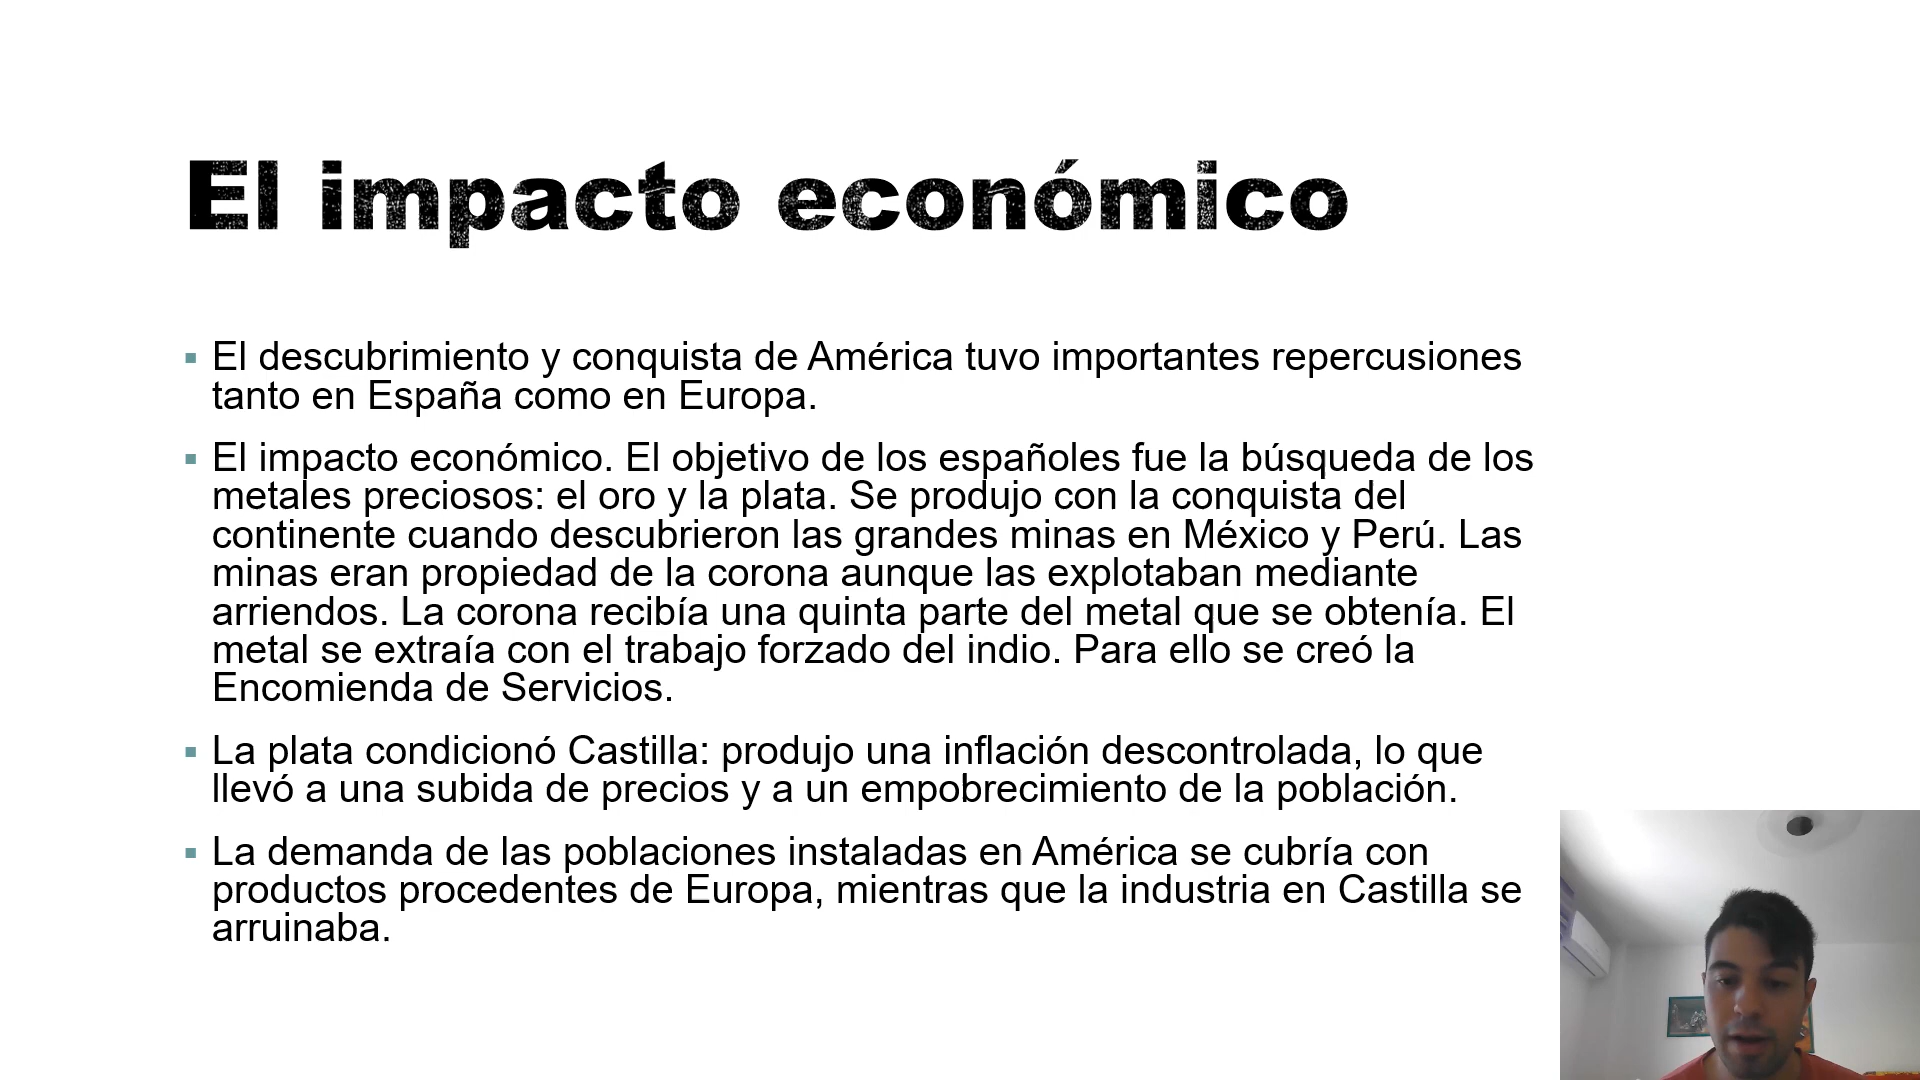 El impacto económico
El descubrimiento y conquista de América tuvo importantes repercusiones
tanto en España como en Europa.
El impacto económico. El objetivo de los españoles fue la búsqueda de los
metales preciosos: el oro y la plata. Se produjo con la conquista del
continente cuando descubrieron las grandes minas en México y Perú. Las
minas eran propiedad de la corona aunque las explotaban mediante
arriendos. La corona recibía una quinta parte del metal que se obtenía. El
metal se extraía con el trabajo forzado del indio. Para ello se creó la
Encomienda de Servicios.
La plata condicionó Castilla: produjo una inflación descontrolada, lo que
llevó a una subida de precios y a un empobrecimiento de la población.
La demanda de las poblaciones instaladas en América se cubría con
productos procedentes de Europa, mientras que la industria en Castilla se
arruinaba.